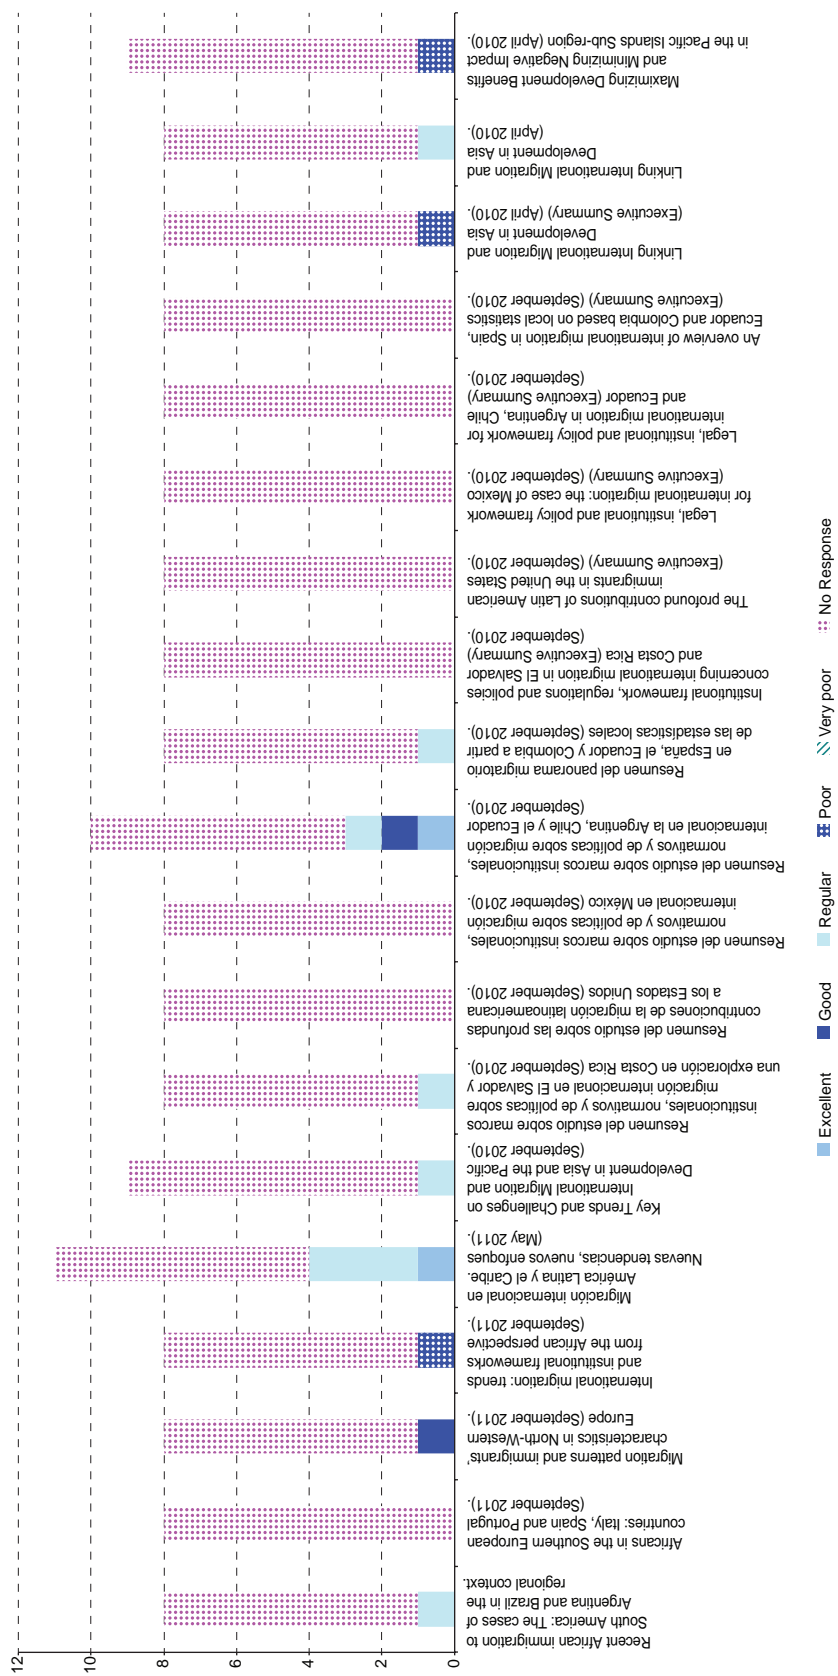 Maximizing Development Benefits
and Minimizing Negative Impact
in the Pacific Islands Sub-region (April 2010).
Linking International Migration and
Development in Asia
(April 2010).
Linking International Migration and
Development in Asia
(Executive Summary) (April 2010).
An overview of international migration in Spain,
Ecuador and Colombia based on local statistics
(Executive Summary) (September 2010).
Legal, institutional and policy framework for
international migration in Argentina, Chile
and Ecuador (Executive Summary)
(September 2010).
Legal, institutional and policy framework
for international migration: the case of Mexico
(Executive Summary) (September 2010).
The profound contributions of Latin American
immigrants in the United States
(Executive Summary) (September 2010).
Institutional framework, regulations and policies
concerning international migration in El Salvador
and Costa Rica (Executive Summary)
(September 2010).
Resumen del panorama migratorio
en España, el Ecuador y Colombia a partir
de las estadísticas locales (September 2010).
Resumen del estudio sobre marcos institucionales,
normativos y de políticas sobre migración
internacional en la Argentina, Chile y el Ecuador
(September 2010).
Resumen del estudio sobre marcos institucionales,
normativos y de políticas sobre migración
internacional en México (September 2010).
Resumen del estudio sobre las profundas
contribuciones de la migración latinoamericana
a los Estados Unidos (September 2010).
Resumen del estudio sobre marcos
institucionales, normativos y de políticas sobre
migración internacional en El Salvador y
una exploración en Costa Rica (September 2010).
Key Trends and Challenges on
International Migration and
Development in Asia and the Pacific
(September 2010).
Migración internacional en
América Latina y el Caribe.
Nuevas tendencias, nuevos enfoques
(May 2011).
International migration: trends
and institutional frameworks
from the African perspective
(September 2011).
Migration patterns and immigrants'
characteristics in North-Western
Europe (September 2011).
Africans in the Southern European
countries: Italy, Spain and Portugal
(September 2011).
Recent African immigration to
South America: The cases of
Argentina and Brazil in the
regional context.
12
10
8
6
4
2
0
Excellent
Good
Regular
Poor
Very poor
No Response